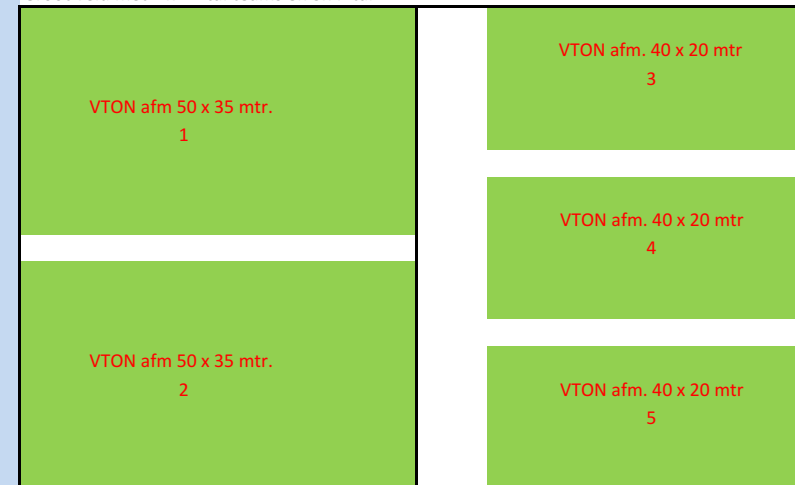 VTON afm 50 x 35 mtr.
1
VTON afm 50 x 35 mtr.
2
VTON afm. 40 x 20 mtr
3
VTON afm. 40 x 20 mtr
4
VTON afm. 40 x 20 mtr
5